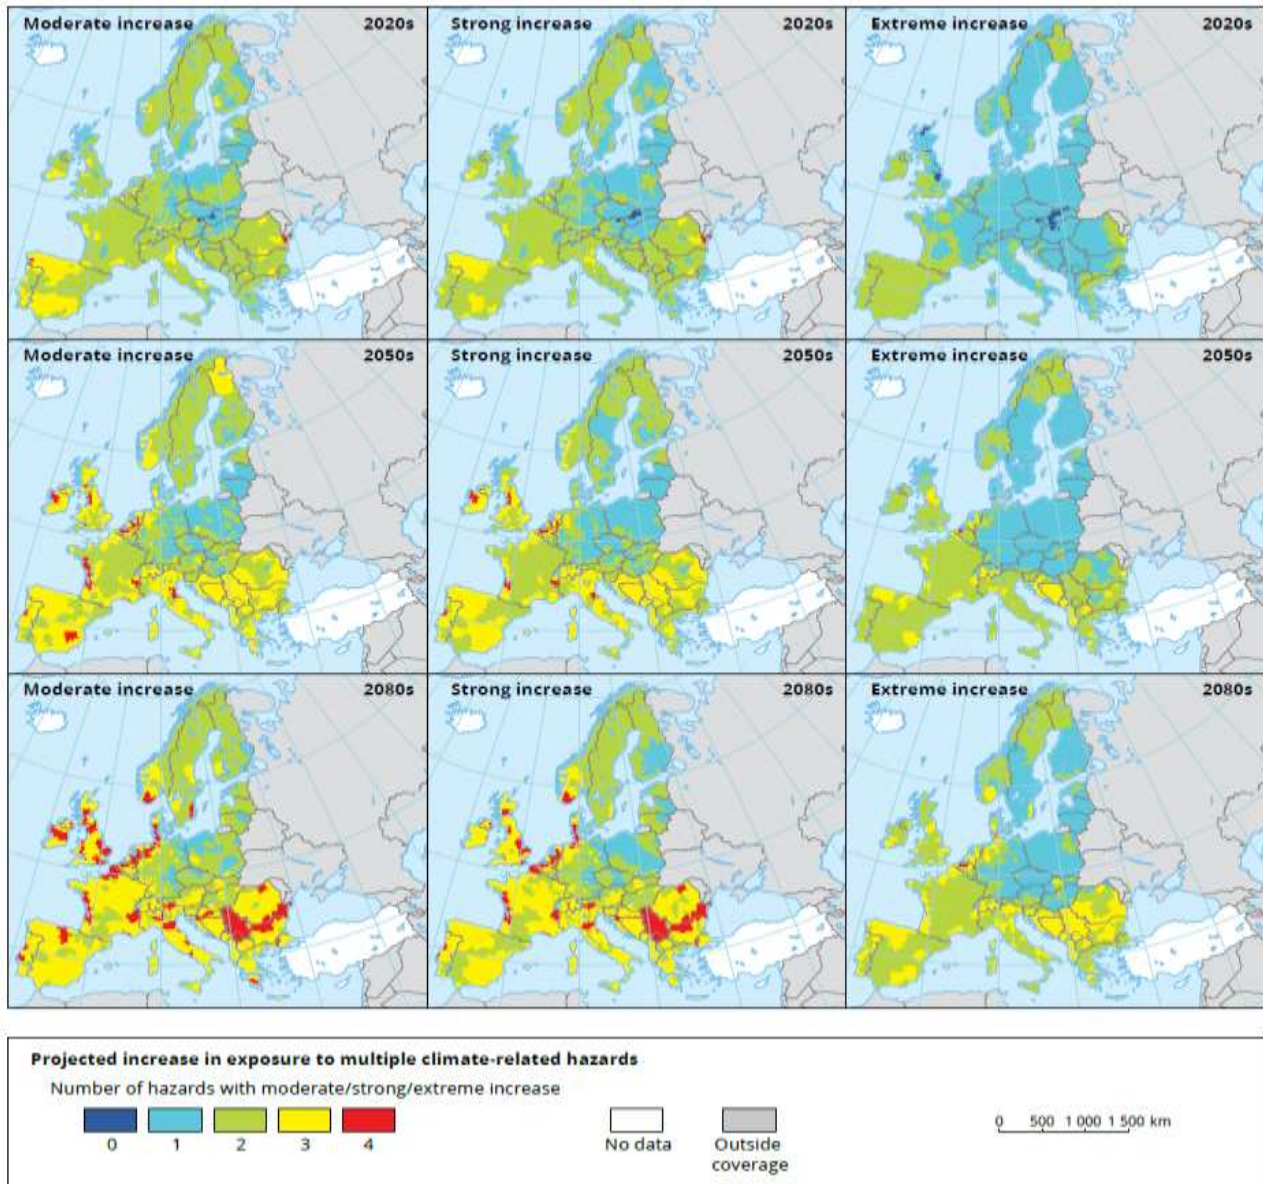 Moderate increase 2020s
Strong increase 2020s
Extreme increase 2020s
Moderate increase 2050s
Strong increase 2050s
Extreme increase 2050s
Moderate increase 2080s
Strong increase 2080s
Extreme increase 2080s
Projected increase in exposure to multiple climate-related hazards
Number of hazards with moderate/strong/extreme increase
0 1 2 3 4
No data
Outside
coverage
0 500 1 000 1 500 km